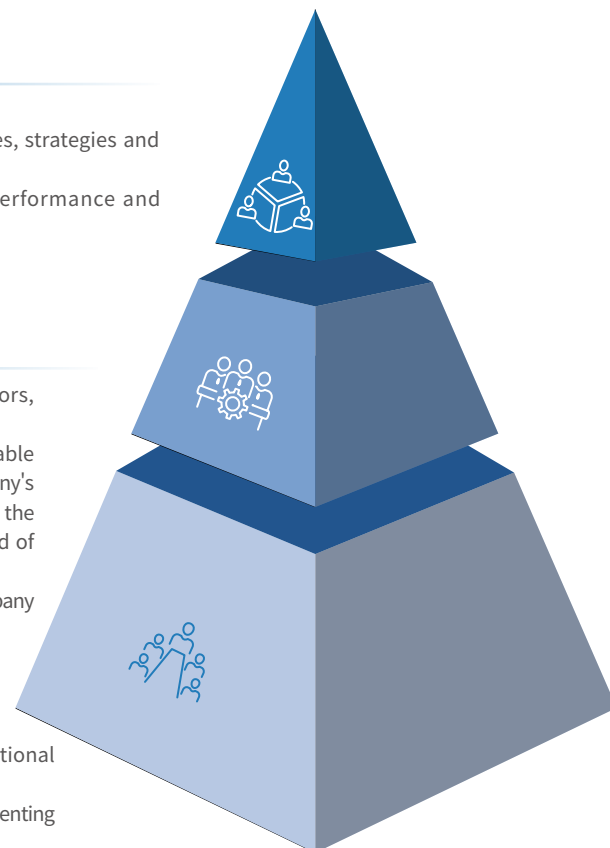 es, strategies and
erformance and
ors,
able
ny's
the
d of
pany
tional
enting